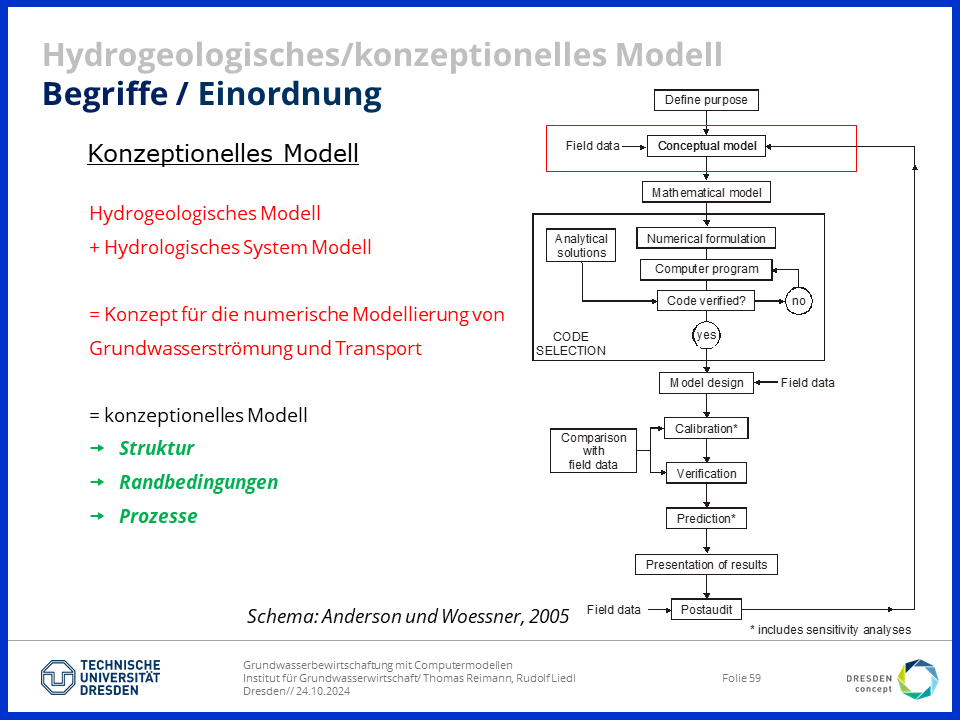 Hydrogeologisches/konzeptionelles Modell
Begriffe / Einordnung
Konzeptionelles Modell
Hydrogeologisches Modell
+ Hydrologisches System Modell
= Konzept für die numerische Modellierung von
Grundwasserströmung und Transport
= konzeptionelles Modell
→ Struktur
→ Randbedingungen
→ Prozesse
Schema: Anderson und Woessner, 2005
Define purpose
Field data
Conceptual model
Mathematical model
Analytical
solutions
Numerical formulation
Computer program
Code verified?
no
yes
CODE
SELECTION
Model design
Field data
Calibration*
Comparison
with
field data
Verification
Prediction*
Presentation of results
Field data
Postaudit
* includes sensitivity analyses
TECHNISCHE
UNIVERSITÄT
DRESDEN
Grundwasserbewirtschaftung mit Computermodellen
Institut für Grundwasserwirtschaft/ Thomas Reimann, Rudolf Liedl
Dresden// 24.10.2024
Folie 59
DRESDEN
concept